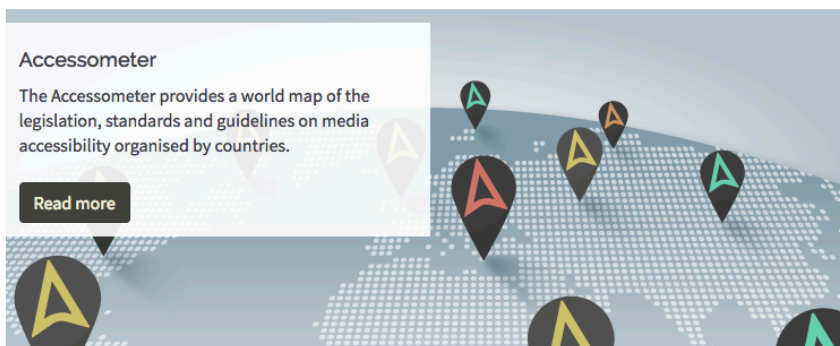 Accessometer
The Accessometer provides a world map of the
legislation, standards and guidelines on media
accessibility organised by countries.
Read more